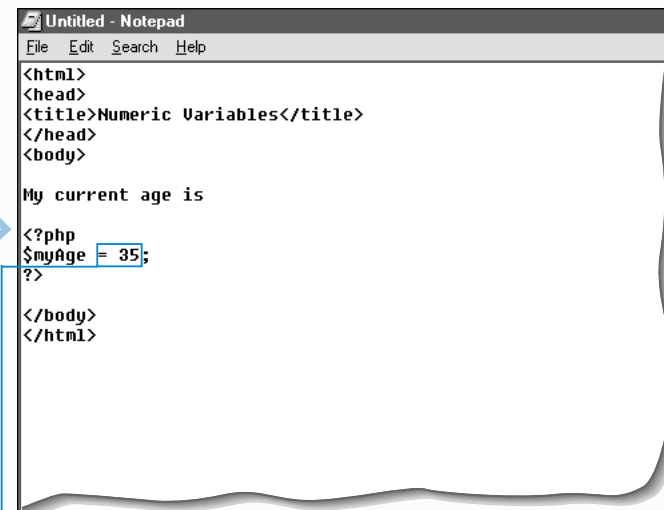 Untitled - Notepad
File Edit Search Help
<html>
<head>
<title>Numeric Variables</title>
</head>
<body>
My current age is
<?php
$myAge = 35;
?>
</body>
</html>